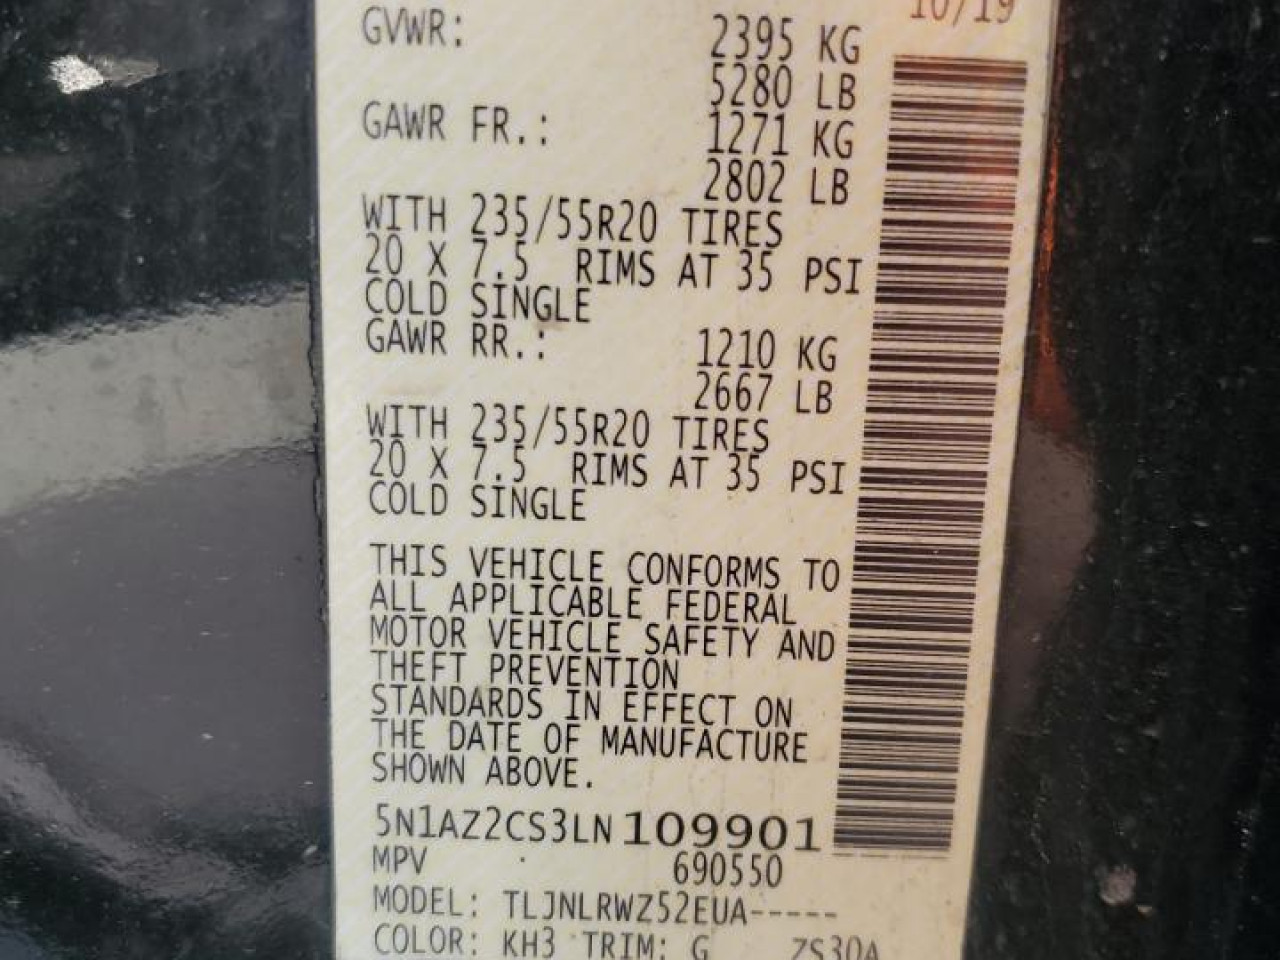 10/19
GVWR: 2395 KG
5280 LB
GAWR FR.: 1271 KG
2802 LB
WITH 235/55R20 TIRES
20 X 7.5 RIMS AT 35 PSI
COLD SINGLE
GAWR RR.: 1210 KG
2667 LB
WITH 235/55R20 TIRES
20 X 7.5 RIMS AT 35 PSI
COLD SINGLE
THIS VEHICLE CONFORMS TO
ALL APPLICABLE FEDERAL
MOTOR VEHICLE SAFETY AND
THEFT PREVENTION
STANDARDS IN EFFECT ON
THE DATE OF MANUFACTURE
SHOWN ABOVE.
5N1AZ2CS3LN109901
MPV 690550
MODEL: TLJNLRWZ52EUA-----
COLOR: KH3 TRIM: G ZS30A